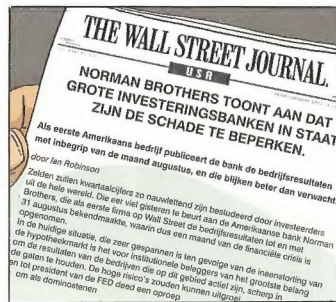 THE WALL STREET JOURNAL.
USA
NORMAN BROTHERS TOONT AAN DAT
GROTE INVESTERINGSBANKEN IN STAAT
ZIJN DE SCHADE TE BEPERKEN.
Als eerste Amerikaans bedrijf publiceert de bank de bedrijfsresultaten
met inbegrip van de maand augustus, en die blijken beter dan verwacht
door Ian Robinson
Zelden zullen kwartaalcijfers zo nauwlettend zijn bestudeerd door investeerders
uit de hele wereld. Die eer viel gisteren te beurt aan de Amerikaanse bank Norman
Brothers, die als eerste firma op Wall Street de bedrijfsresultaten tot en met
31 augustus bekendmaakte, waarin dus een maand van de financiële crisis is
opgenomen.
In de huidige situatie, die zeer gespannen is ten gevolge van de ineenstorting van
de hypotheekmarkt is het voor institutionele beleggers van het grootste belang
om de resultaten van de bedrijven die op dit gebied actief zijn, scherp in
de gaten te houden. De hoge risico's zouden kunnen uitgroei
en tot president van de FED deed een oproep
om als dominostenen